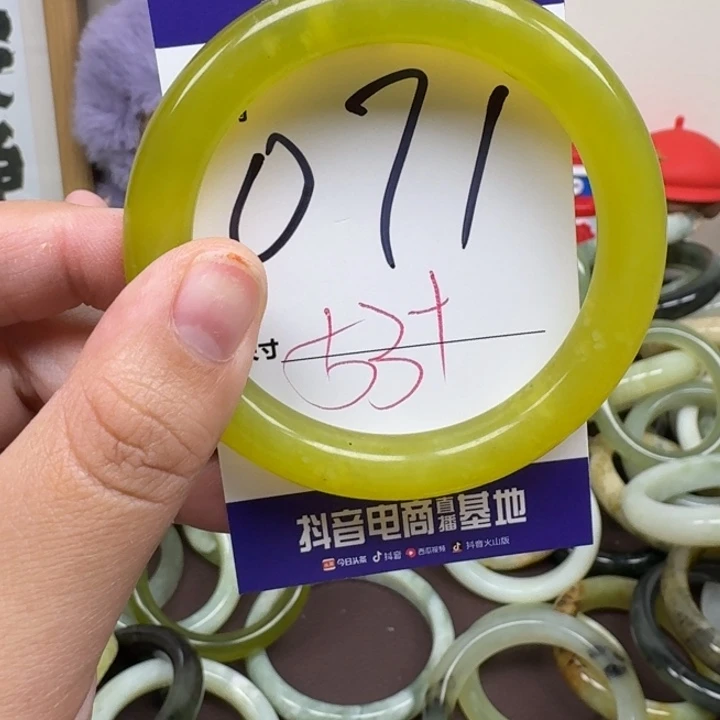 071
寸 53+
抖音电商直播基地
今日头条 抖音 西瓜视频 抖音火山版